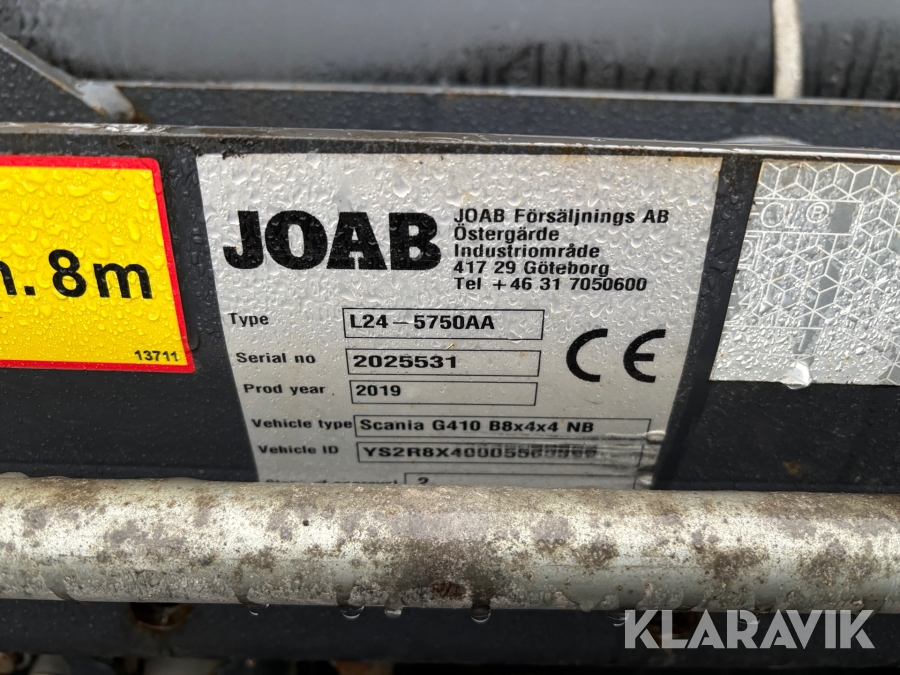 n. 8m
13711
JOAB
JOAB Försäljnings AB
Östergärde
Industriområde
417 29 Göteborg
Tel +46 31 7050600
Type L24-5750AA
Serial no 2025531
Prod year 2019
CE
Vehicle type Scania G410 B8x4x4 NB
Vehicle ID
2
KLARAVIK